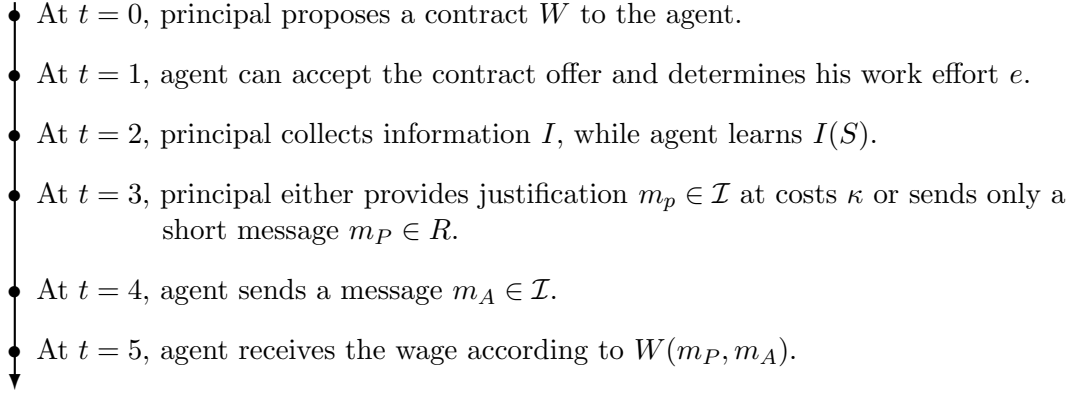 At t = 0, principal proposes a contract W to the agent.
At t = 1, agent can accept the contract offer and determines his work effort e.
At t = 2, principal collects information I, while agent learns I(S).
At t = 3, principal either provides justification m_p ∈ ℐ at costs κ or sends only a
short message m_P ∈ R.
At t = 4, agent sends a message m_A ∈ ℐ.
At t = 5, agent receives the wage according to W(m_P, m_A).